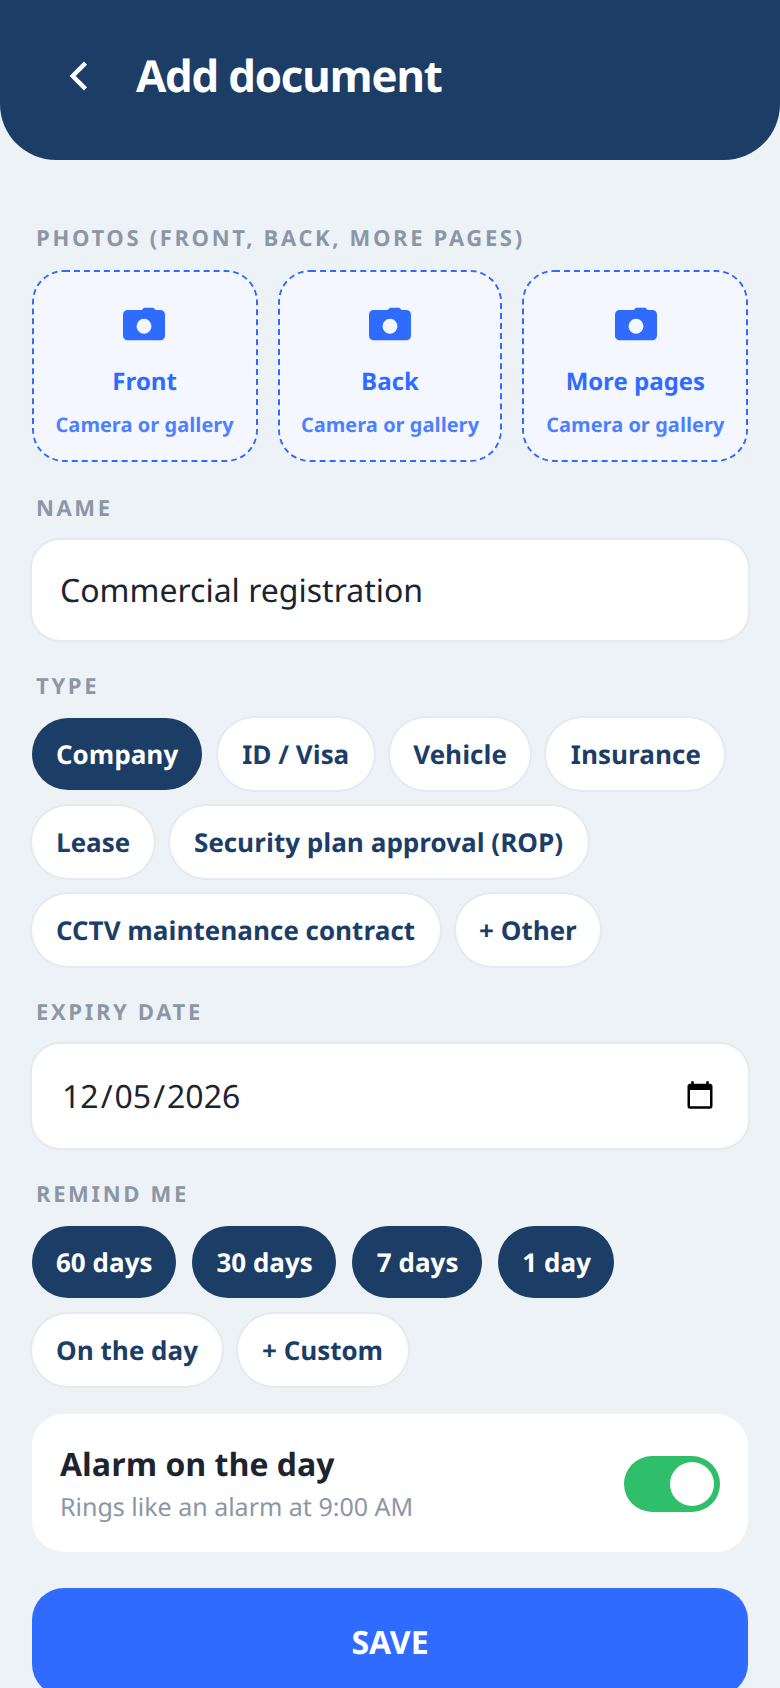 Add document
PHOTOS (FRONT, BACK, MORE PAGES)
Front Back More pages
Camera or gallery Camera or gallery Camera or gallery
NAME
Commercial registration
TYPE
Company ID / Visa Vehicle Insurance
Lease Security plan approval (ROP)
CCTV maintenance contract + Other
EXPIRY DATE
12/05/2026
REMIND ME
60 days 30 days 7 days 1 day
On the day + Custom
Alarm on the day
Rings like an alarm at 9:00 AM
SAVE